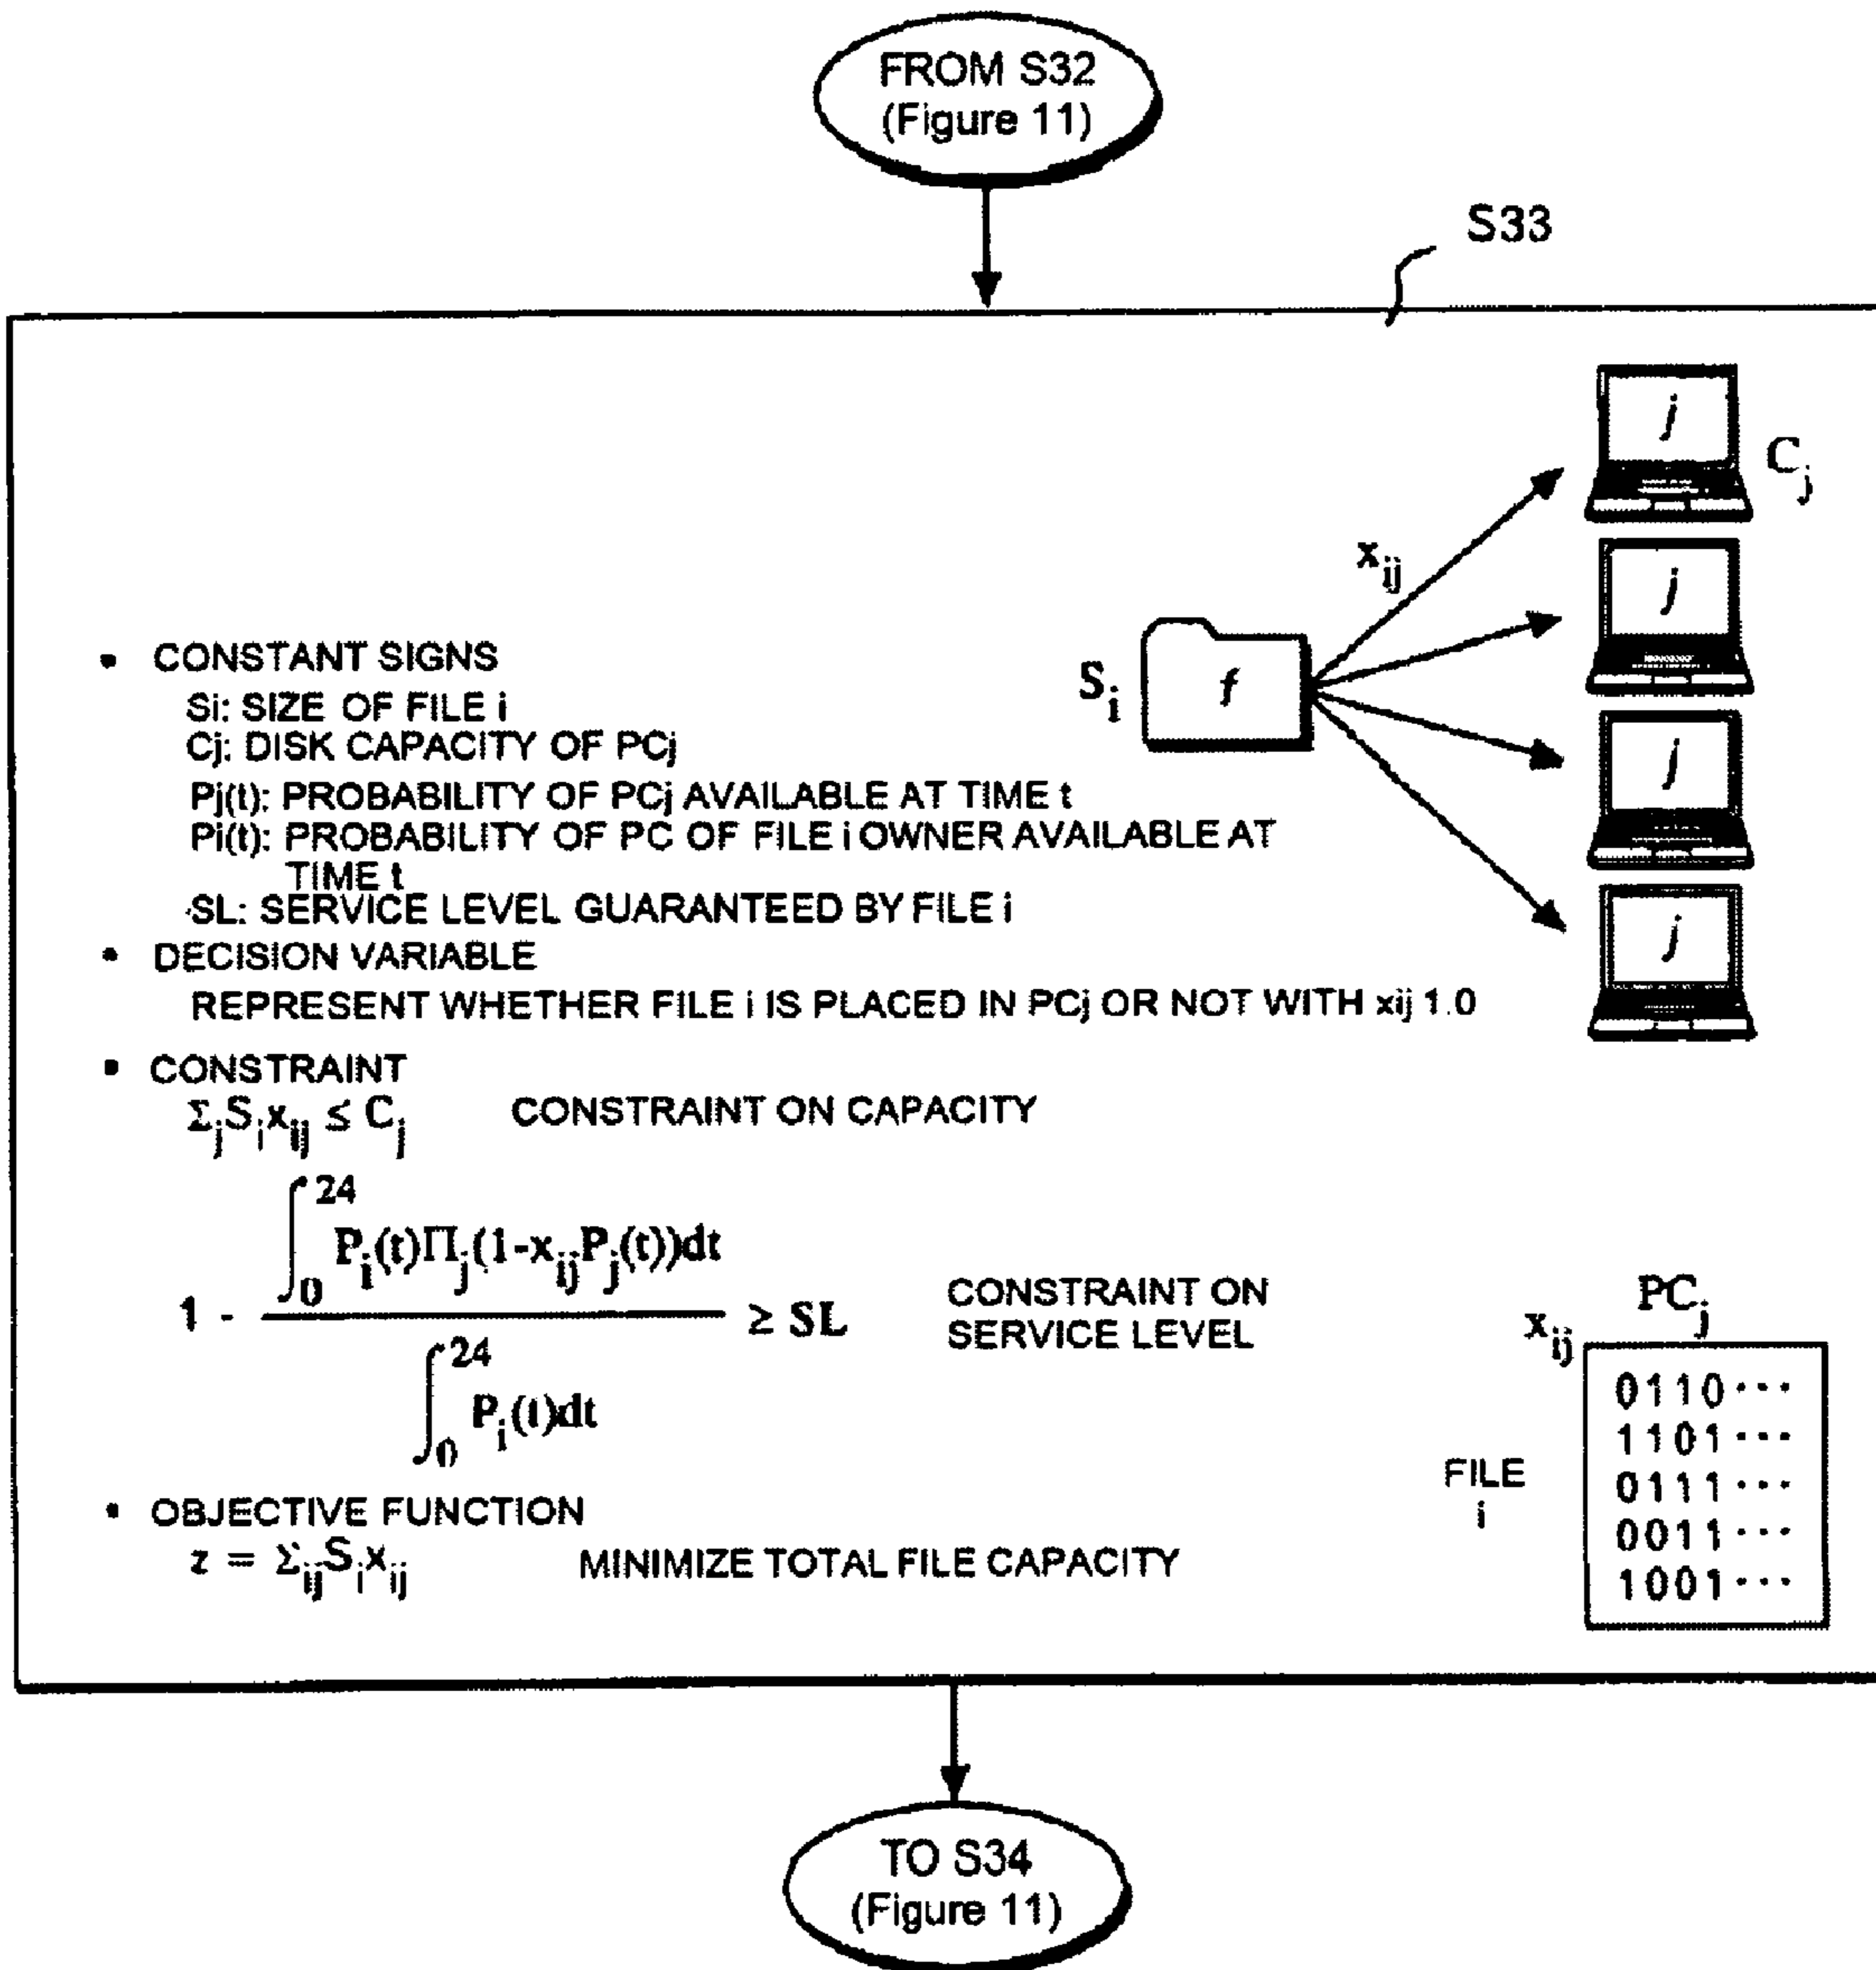 FROM S32
(Figure 11)
S33
j
C_j
x_ij
j
S_i
f
j
j
• CONSTANT SIGNS
Si: SIZE OF FILE i
Cj: DISK CAPACITY OF PCj
Pj(t): PROBABILITY OF PCj AVAILABLE AT TIME t
Pi(t): PROBABILITY OF PC OF FILE i OWNER AVAILABLE AT
TIME t
SL: SERVICE LEVEL GUARANTEED BY FILE i
• DECISION VARIABLE
REPRESENT WHETHER FILE i IS PLACED IN PCj OR NOT WITH xij 1.0
• CONSTRAINT
Σ_j S_i x_ij ≤ C_j CONSTRAINT ON CAPACITY
1 - ∫_0^24 P_i(t)Π_j(1-x_ij P_j(t))dt / ∫_0^24 P_i(t)dt ≥ SL
CONSTRAINT ON
SERVICE LEVEL
• OBJECTIVE FUNCTION
z = Σ_ij S_i x_ij MINIMIZE TOTAL FILE CAPACITY
x_ij
PC_j
FILE
i
0110···
1101···
0111···
0011···
1001···
TO S34
(Figure 11)